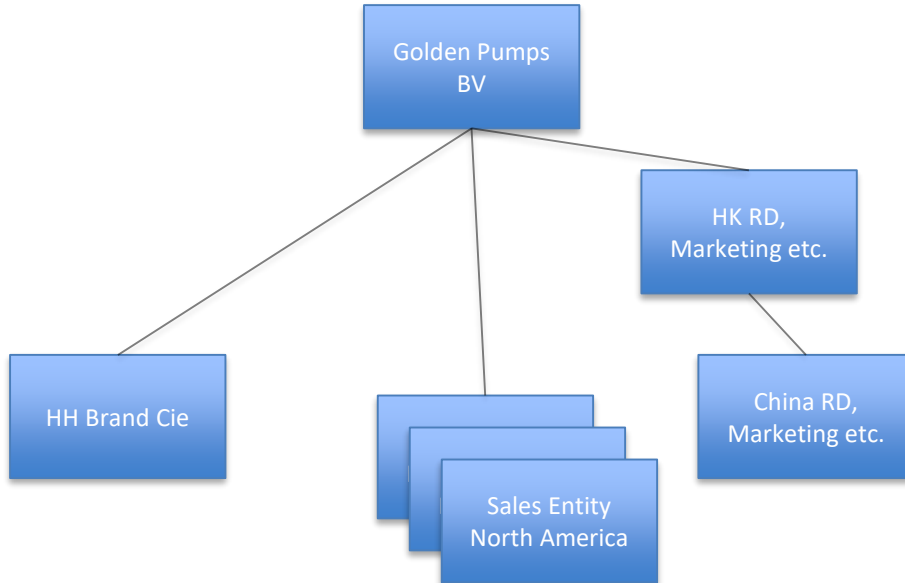 Golden Pumps
BV
HK RD,
Marketing etc.
HH Brand Cie
China RD,
Marketing etc.
Sales Entity
North America